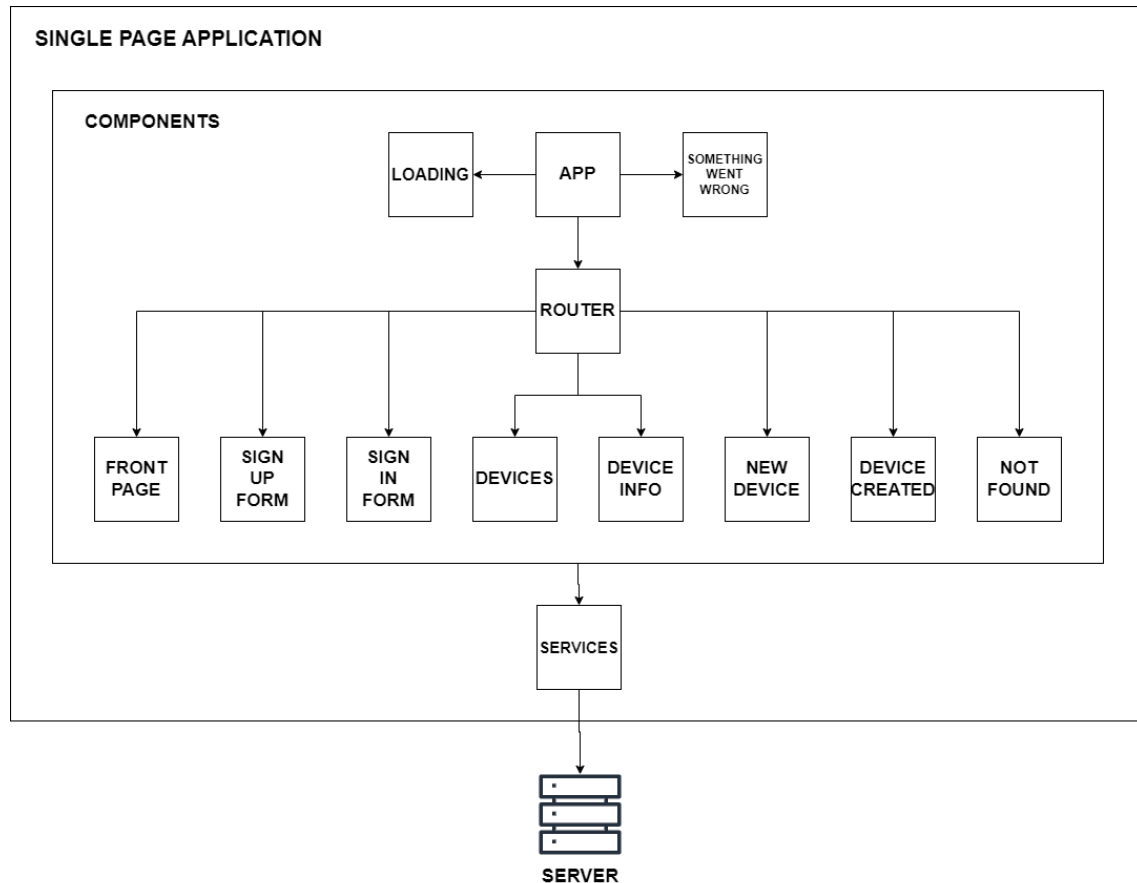 SINGLE PAGE APPLICATION
COMPONENTS
LOADING
APP
SOMETHING
WENT
WRONG
ROUTER
FRONT
PAGE
SIGN
UP
FORM
SIGN
IN
FORM
DEVICES
DEVICE
INFO
NEW
DEVICE
DEVICE
CREATED
NOT
FOUND
SERVICES
SERVER